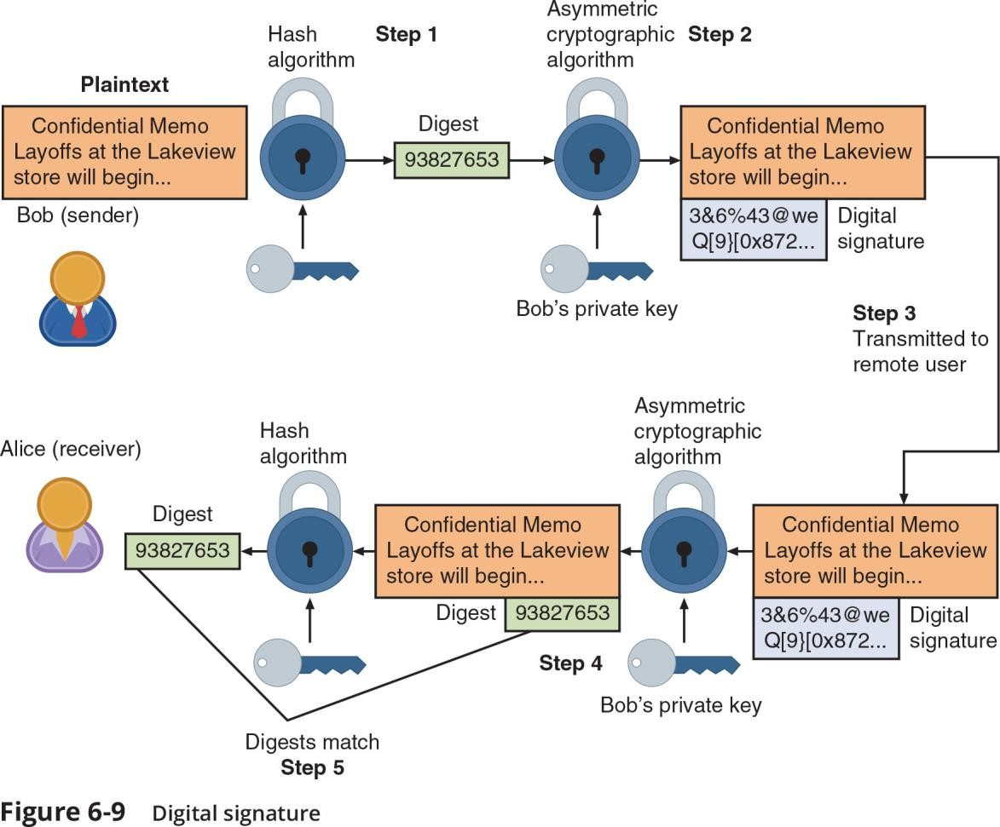 Hash
algorithm
Step 1
Asymmetric
cryptographic
algorithm
Step 2
Plaintext
Confidential Memo
Layoffs at the Lakeview
store will begin...
Bob (sender)
Digest
93827653
Bob's private key
Confidential Memo
Layoffs at the Lakeview
store will begin...
3&6%43@we
Q[9}[0x872...
Digital
signature
Step 3
Transmitted to
remote user
Alice (receiver)
Digest
93827653
Hash
algorithm
Confidential Memo
Layoffs at the Lakeview
store will begin...
Digest
93827653
Step 4
Asymmetric
cryptographic
algorithm
Bob's private key
Confidential Memo
Layoffs at the Lakeview
store will begin...
3&6%43@we
Q[9}[0x872...
Digital
signature
Digests match
Step 5
Figure 6-9 Digital signature